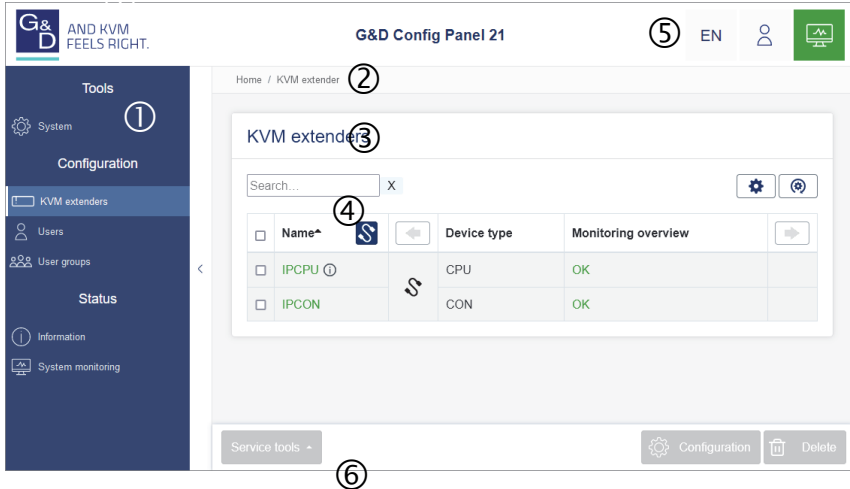 G&D
AND KVM
FEELS RIGHT.
G&D Config Panel 21
⑤
EN
Tools
①
System
Configuration
KVM extenders
Users
User groups
Status
Information
System monitoring
<
Home / KVM extender
②
KVM extenders
③
Search...
X
④
Name
Device type
Monitoring overview
IPCPU
CPU
OK
IPCON
CON
OK
Service tools
Configuration
Delete
⑥